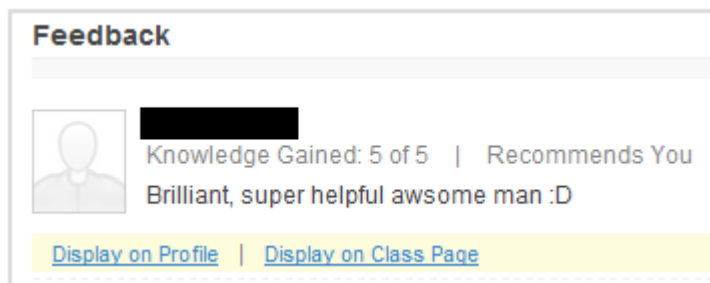 Feedback
Knowledge Gained: 5 of 5 | Recommends You
Brilliant, super helpful awsome man :D
Display on Profile | Display on Class Page